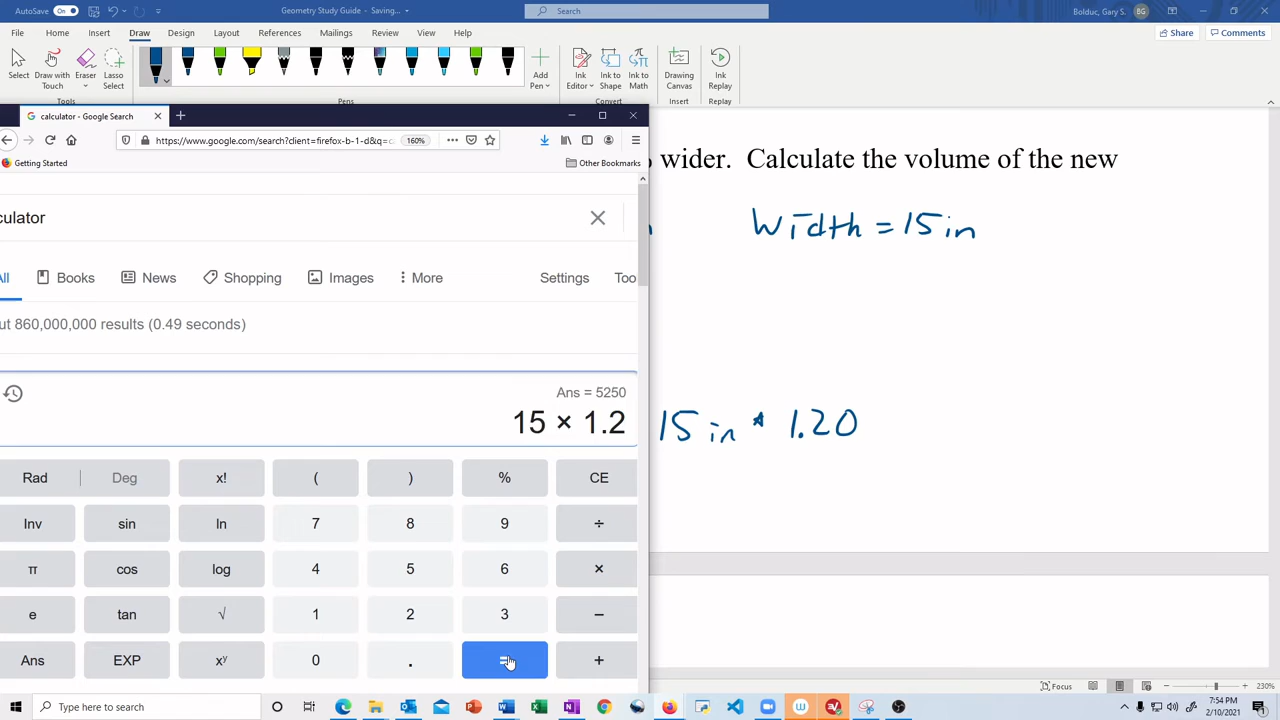 AutoSave On
Geometry Study Guide - Saving...
Search
Bolduc, Gary S. BG
File Home Insert Draw Design Layout References Mailings Review View Help
Share Comments
Select
Draw with Touch
Eraser
Lasso Select
Add Pen
Ink Editor
Ink to Shape
Ink to Math
Drawing Canvas
Ink Replay
Tools Pens Convert Insert Replay
calculator - Google Search
https://www.google.com/search?client=firefox-b-1-d&q=c 160%
Getting Started Other Bookmarks
wider. Calculate the volume of the new
culator
Width = 15 in
All Books News Shopping Images More Settings Too
ut 860,000,000 results (0.49 seconds)
Ans = 5250
15 × 1.2
15 in * 1.20
Rad Deg x! ( ) % CE
Inv sin ln 7 8 9 ÷
π cos log 4 5 6 ×
e tan √ 1 2 3 −
Ans EXP xʸ 0 . = +
Focus 230%
Type here to search
7:54 PM
2/10/2021